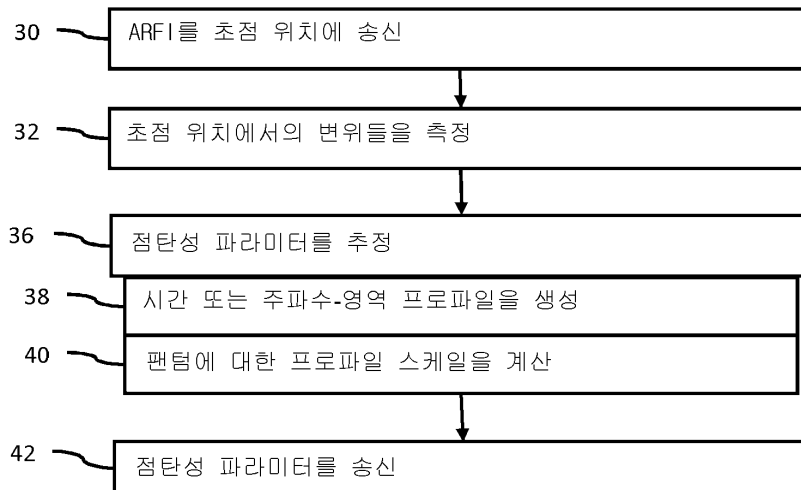 30 ARFI를 초점 위치에 송신
32 초점 위치에서의 변위들을 측정
36 점탄성 파라미터를 추정
38 시간 또는 주파수-영역 프로파일을 생성
40 팬텀에 대한 프로파일 스케일을 계산
42 점탄성 파라미터를 송신